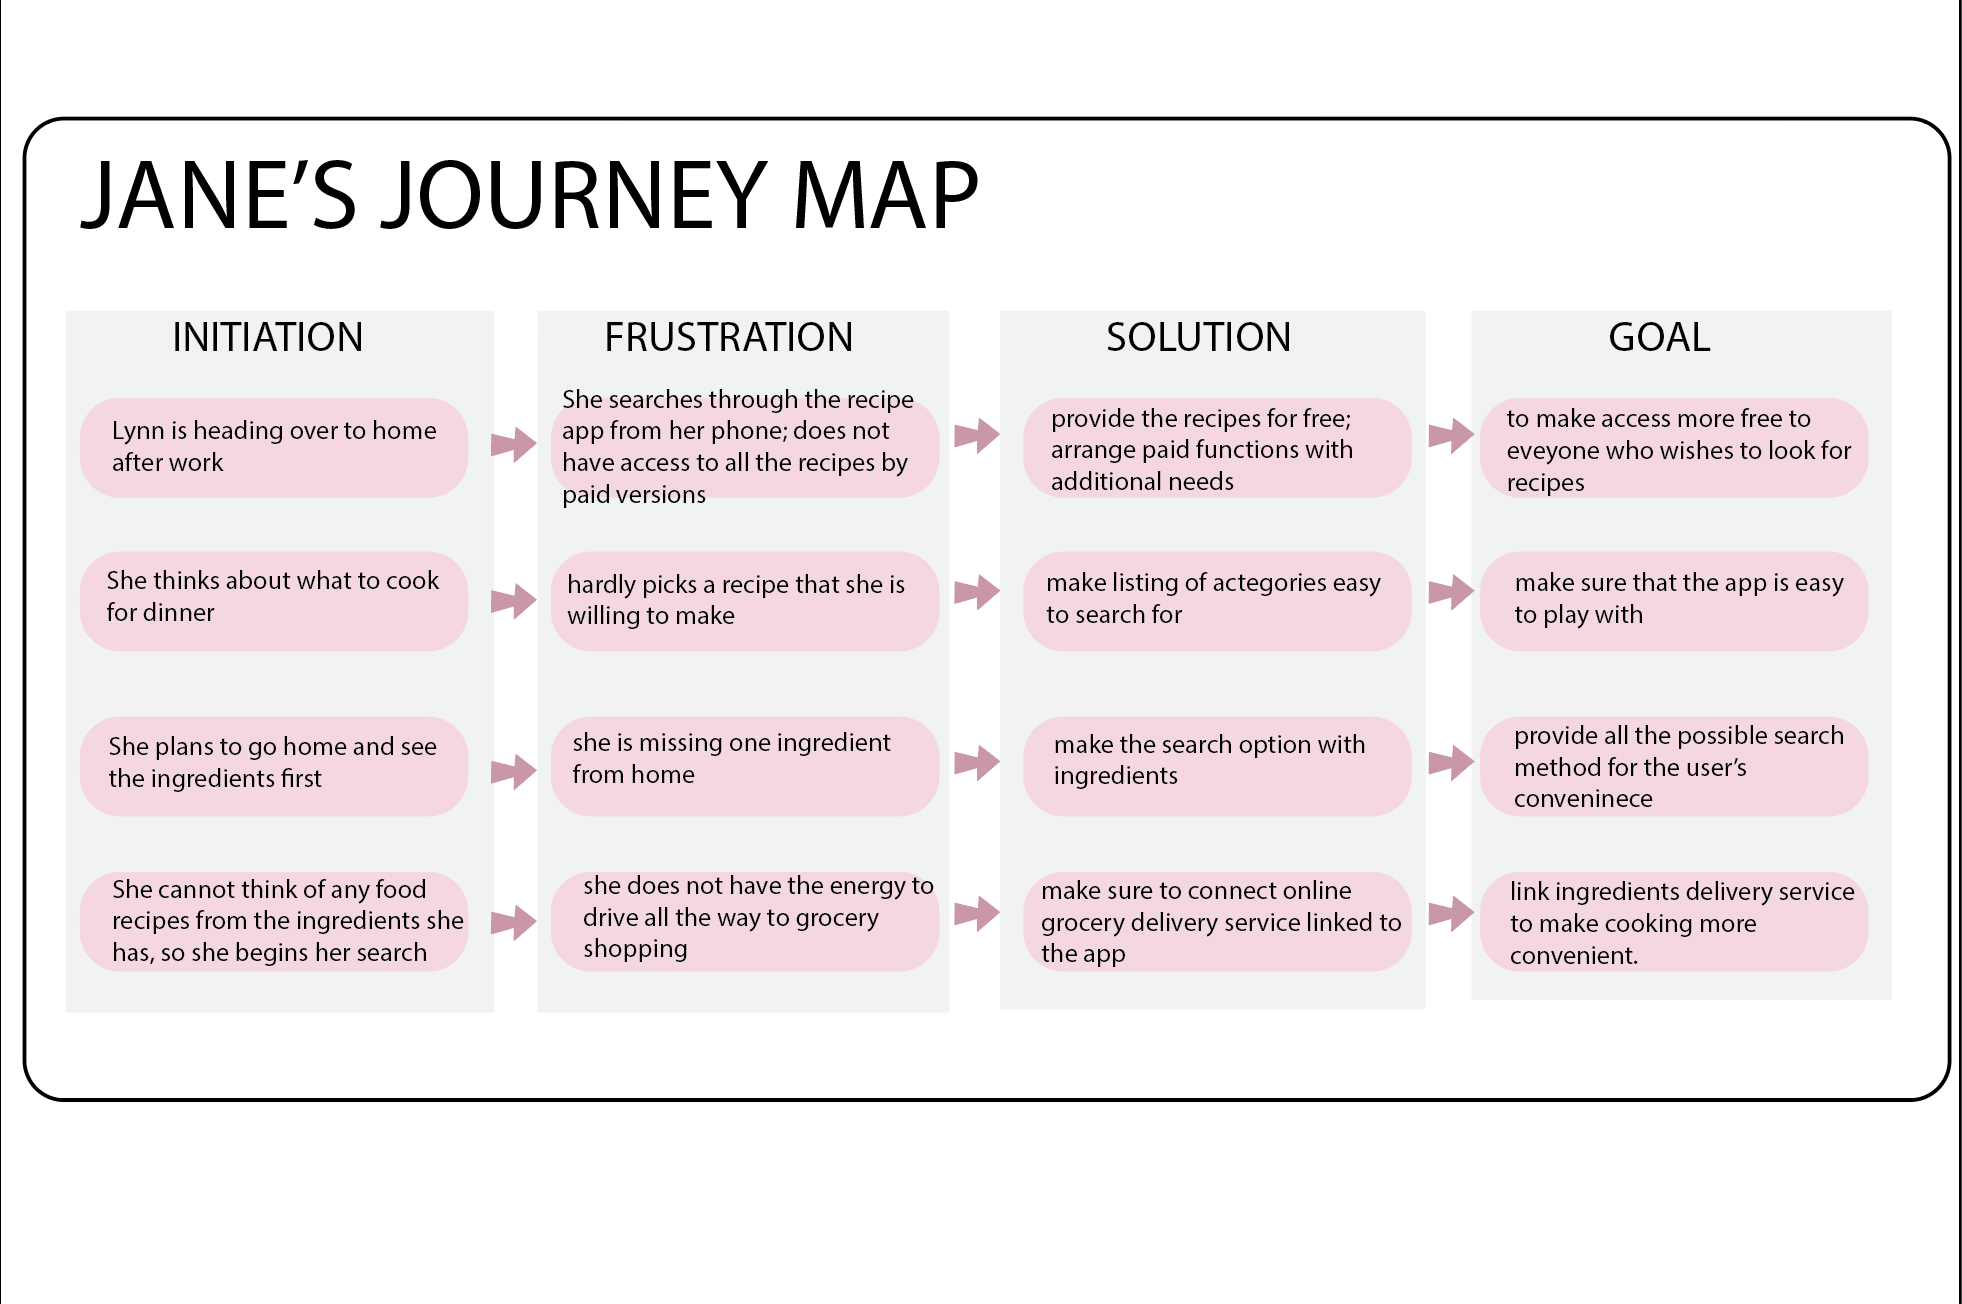 JANE'S JOURNEY MAP
INITIATION
Lynn is heading over to home
after work
She thinks about what to cook
for dinner
She plans to go home and see
the ingredients first
She cannot think of any food
recipes from the ingredients she
has, so she begins her search
FRUSTRATION
She searches through the recipe
app from her phone; does not
have access to all the recipes by
paid versions
hardly picks a recipe that she is
willing to make
she is missing one ingredient
from home
she does not have the energy to
drive all the way to grocery
shopping
SOLUTION
provide the recipes for free;
arrange paid functions with
additional needs
make listing of actegories easy
to search for
make the search option with
ingredients
make sure to connect online
grocery delivery service linked to
the app
GOAL
to make access more free to
eveyone who wishes to look for
recipes
make sure that the app is easy
to play with
provide all the possible search
method for the user's
conveninece
link ingredients delivery service
to make cooking more
convenient.